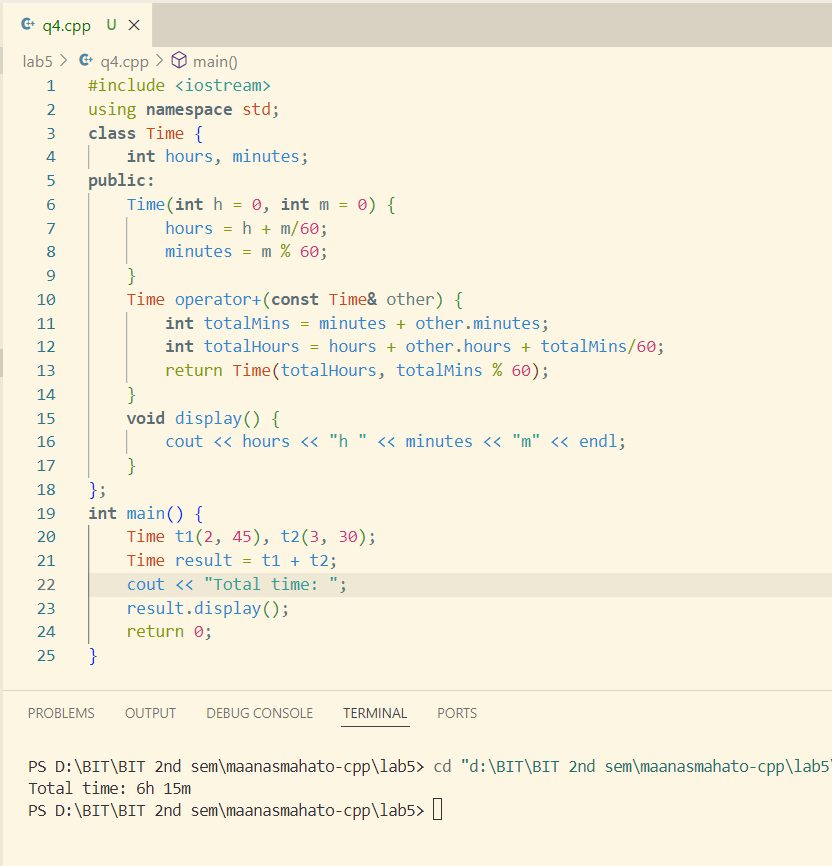 q4.cpp U
lab5 > q4.cpp > main()
1 #include <iostream>
2 using namespace std;
3 class Time {
4     int hours, minutes;
5 public:
6     Time(int h = 0, int m = 0) {
7         hours = h + m/60;
8         minutes = m % 60;
9     }
10     Time operator+(const Time& other) {
11         int totalMins = minutes + other.minutes;
12         int totalHours = hours + other.hours + totalMins/60;
13         return Time(totalHours, totalMins % 60);
14     }
15     void display() {
16         cout << hours << "h " << minutes << "m" << endl;
17     }
18 };
19 int main() {
20     Time t1(2, 45), t2(3, 30);
21     Time result = t1 + t2;
22     cout << "Total time: ";
23     result.display();
24     return 0;
25 }
PROBLEMS OUTPUT DEBUG CONSOLE TERMINAL PORTS
PS D:\BIT\BIT 2nd sem\maanasmahato-cpp\lab5> cd "d:\BIT\BIT 2nd sem\maanasmahato-cpp\lab5\
Total time: 6h 15m
PS D:\BIT\BIT 2nd sem\maanasmahato-cpp\lab5>